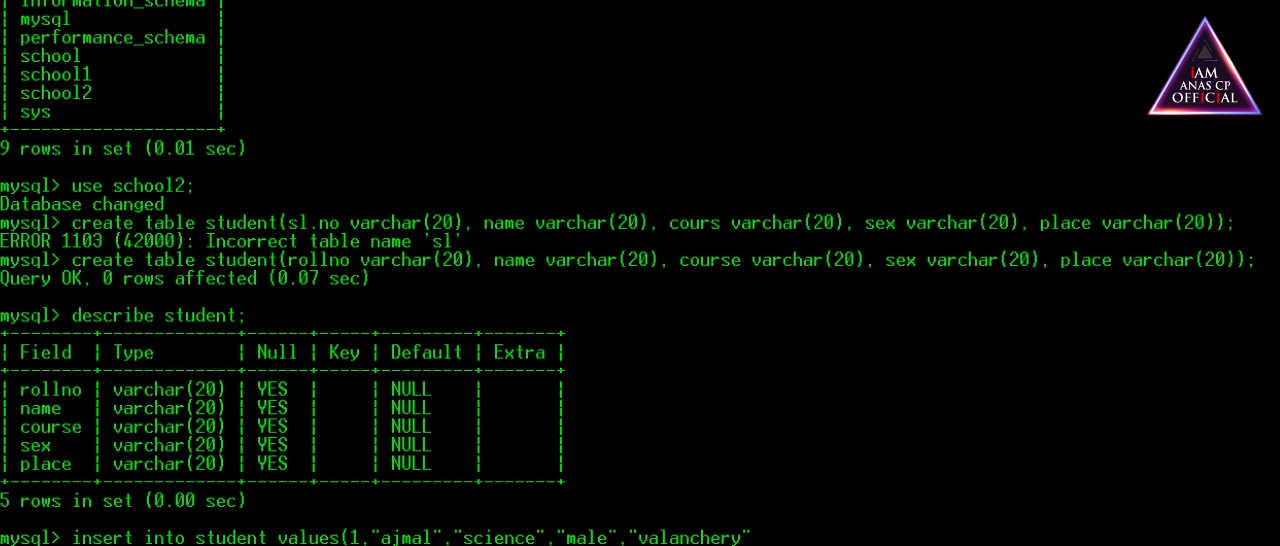 | information_schema |
| mysql |
| performance_schema |
| school |
| school1 |
| school2 |
| sys |
+--------------------+
9 rows in set (0.01 sec)
mysql> use school2;
Database changed
mysql> create table student(sl.no varchar(20), name varchar(20), cours varchar(20), sex varchar(20), place varchar(20));
ERROR 1103 (42000): Incorrect table name 'sl'
mysql> create table student(rollno varchar(20), name varchar(20), course varchar(20), sex varchar(20), place varchar(20));
Query OK, 0 rows affected (0.07 sec)
mysql> describe student;
+--------+-------------+------+-----+---------+-------+
| Field | Type | Null | Key | Default | Extra |
+--------+-------------+------+-----+---------+-------+
| rollno | varchar(20) | YES | | NULL | |
| name | varchar(20) | YES | | NULL | |
| course | varchar(20) | YES | | NULL | |
| sex | varchar(20) | YES | | NULL | |
| place | varchar(20) | YES | | NULL | |
+--------+-------------+------+-----+---------+-------+
5 rows in set (0.00 sec)
mysql> insert into student values(1,"ajmal","science","male","valanchery"
iAM
ANAS CP
OFFiCiAL